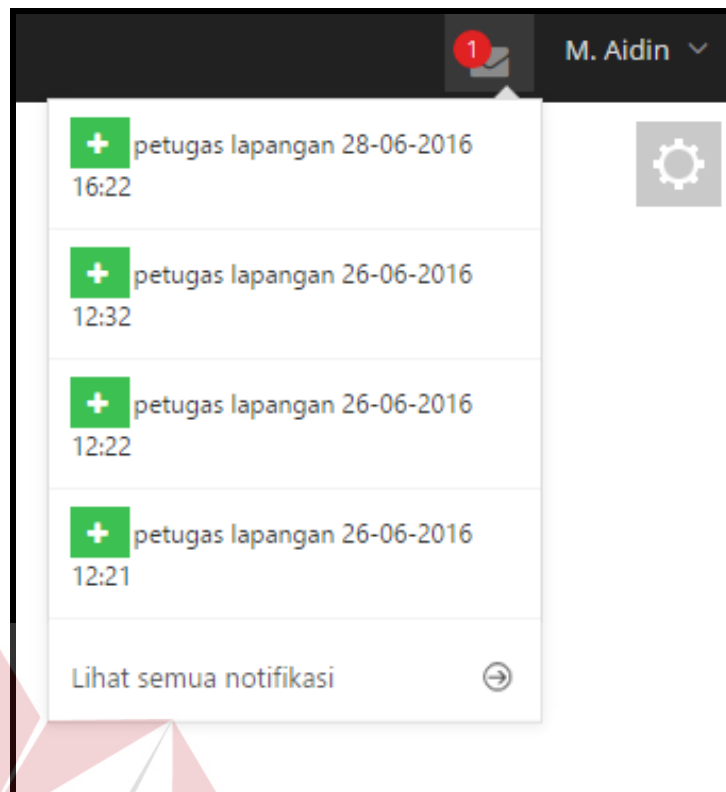 1
M. Aidin
petugas lapangan 28-06-2016
16:22
petugas lapangan 26-06-2016
12:32
petugas lapangan 26-06-2016
12:22
petugas lapangan 26-06-2016
12:21
Lihat semua notifikasi